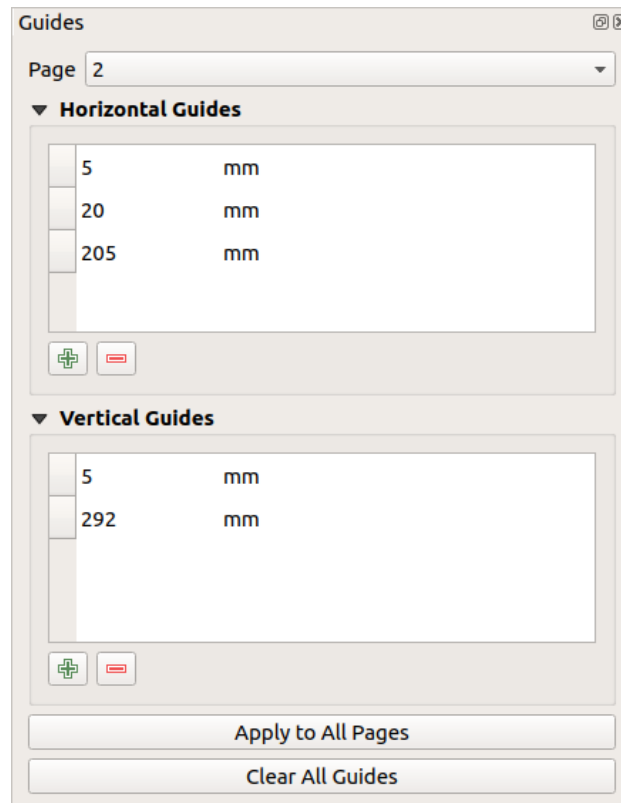 Guides
Page 2
Horizontal Guides
5 mm
20 mm
205 mm
Vertical Guides
5 mm
292 mm
Apply to All Pages
Clear All Guides